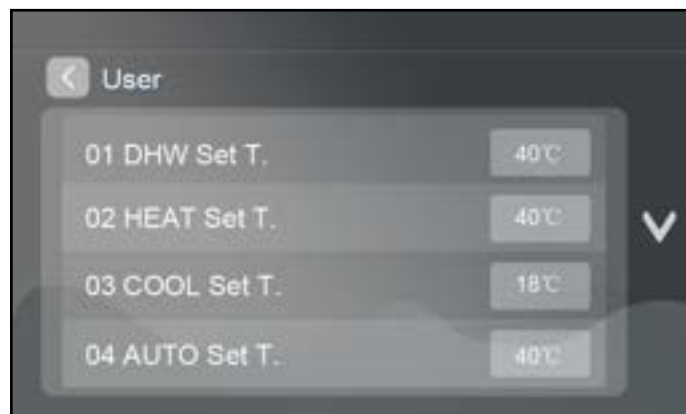 User
01 DHW Set T. 40℃
02 HEAT Set T. 40℃
03 COOL Set T. 18℃
04 AUTO Set T. 40℃